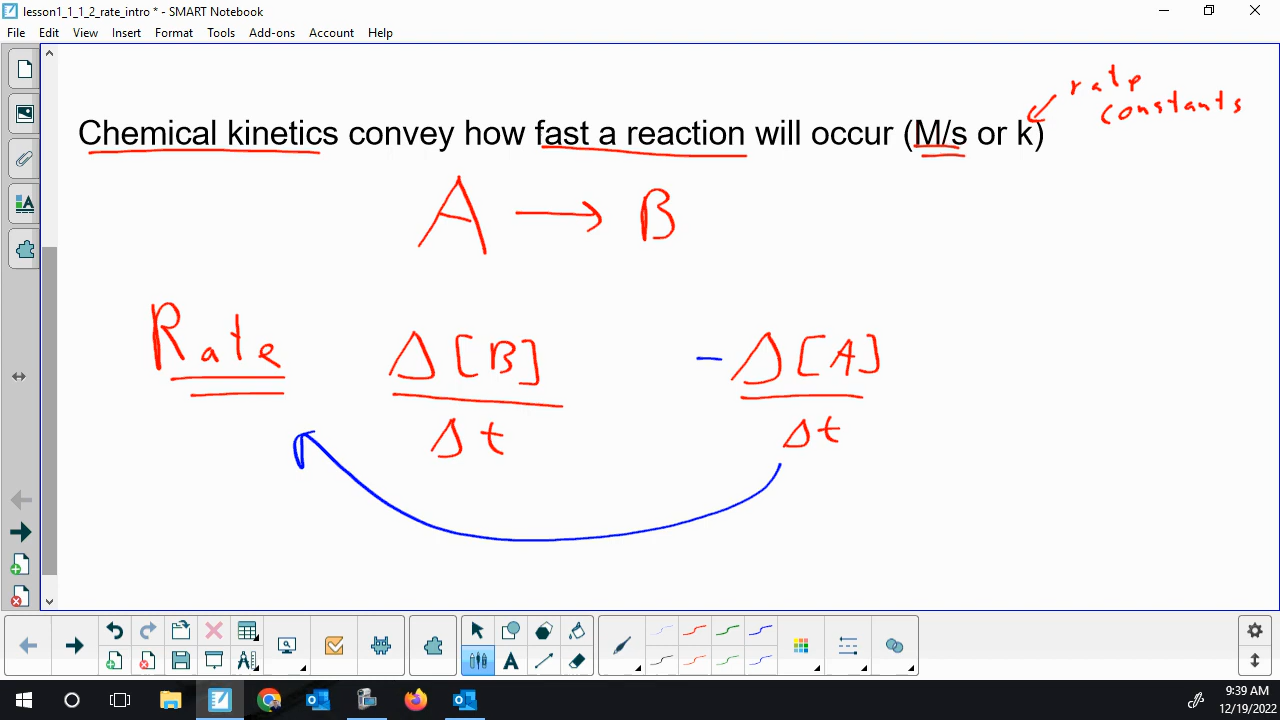 lesson1_1_1_2_rate_intro * - SMART Notebook
File Edit View Insert Format Tools Add-ons Account Help
rate
constants
Chemical kinetics convey how fast a reaction will occur (M/s or k)
A → B
Rate Δ[B] -Δ[A]
Δt Δt
9:39 AM
12/19/2022